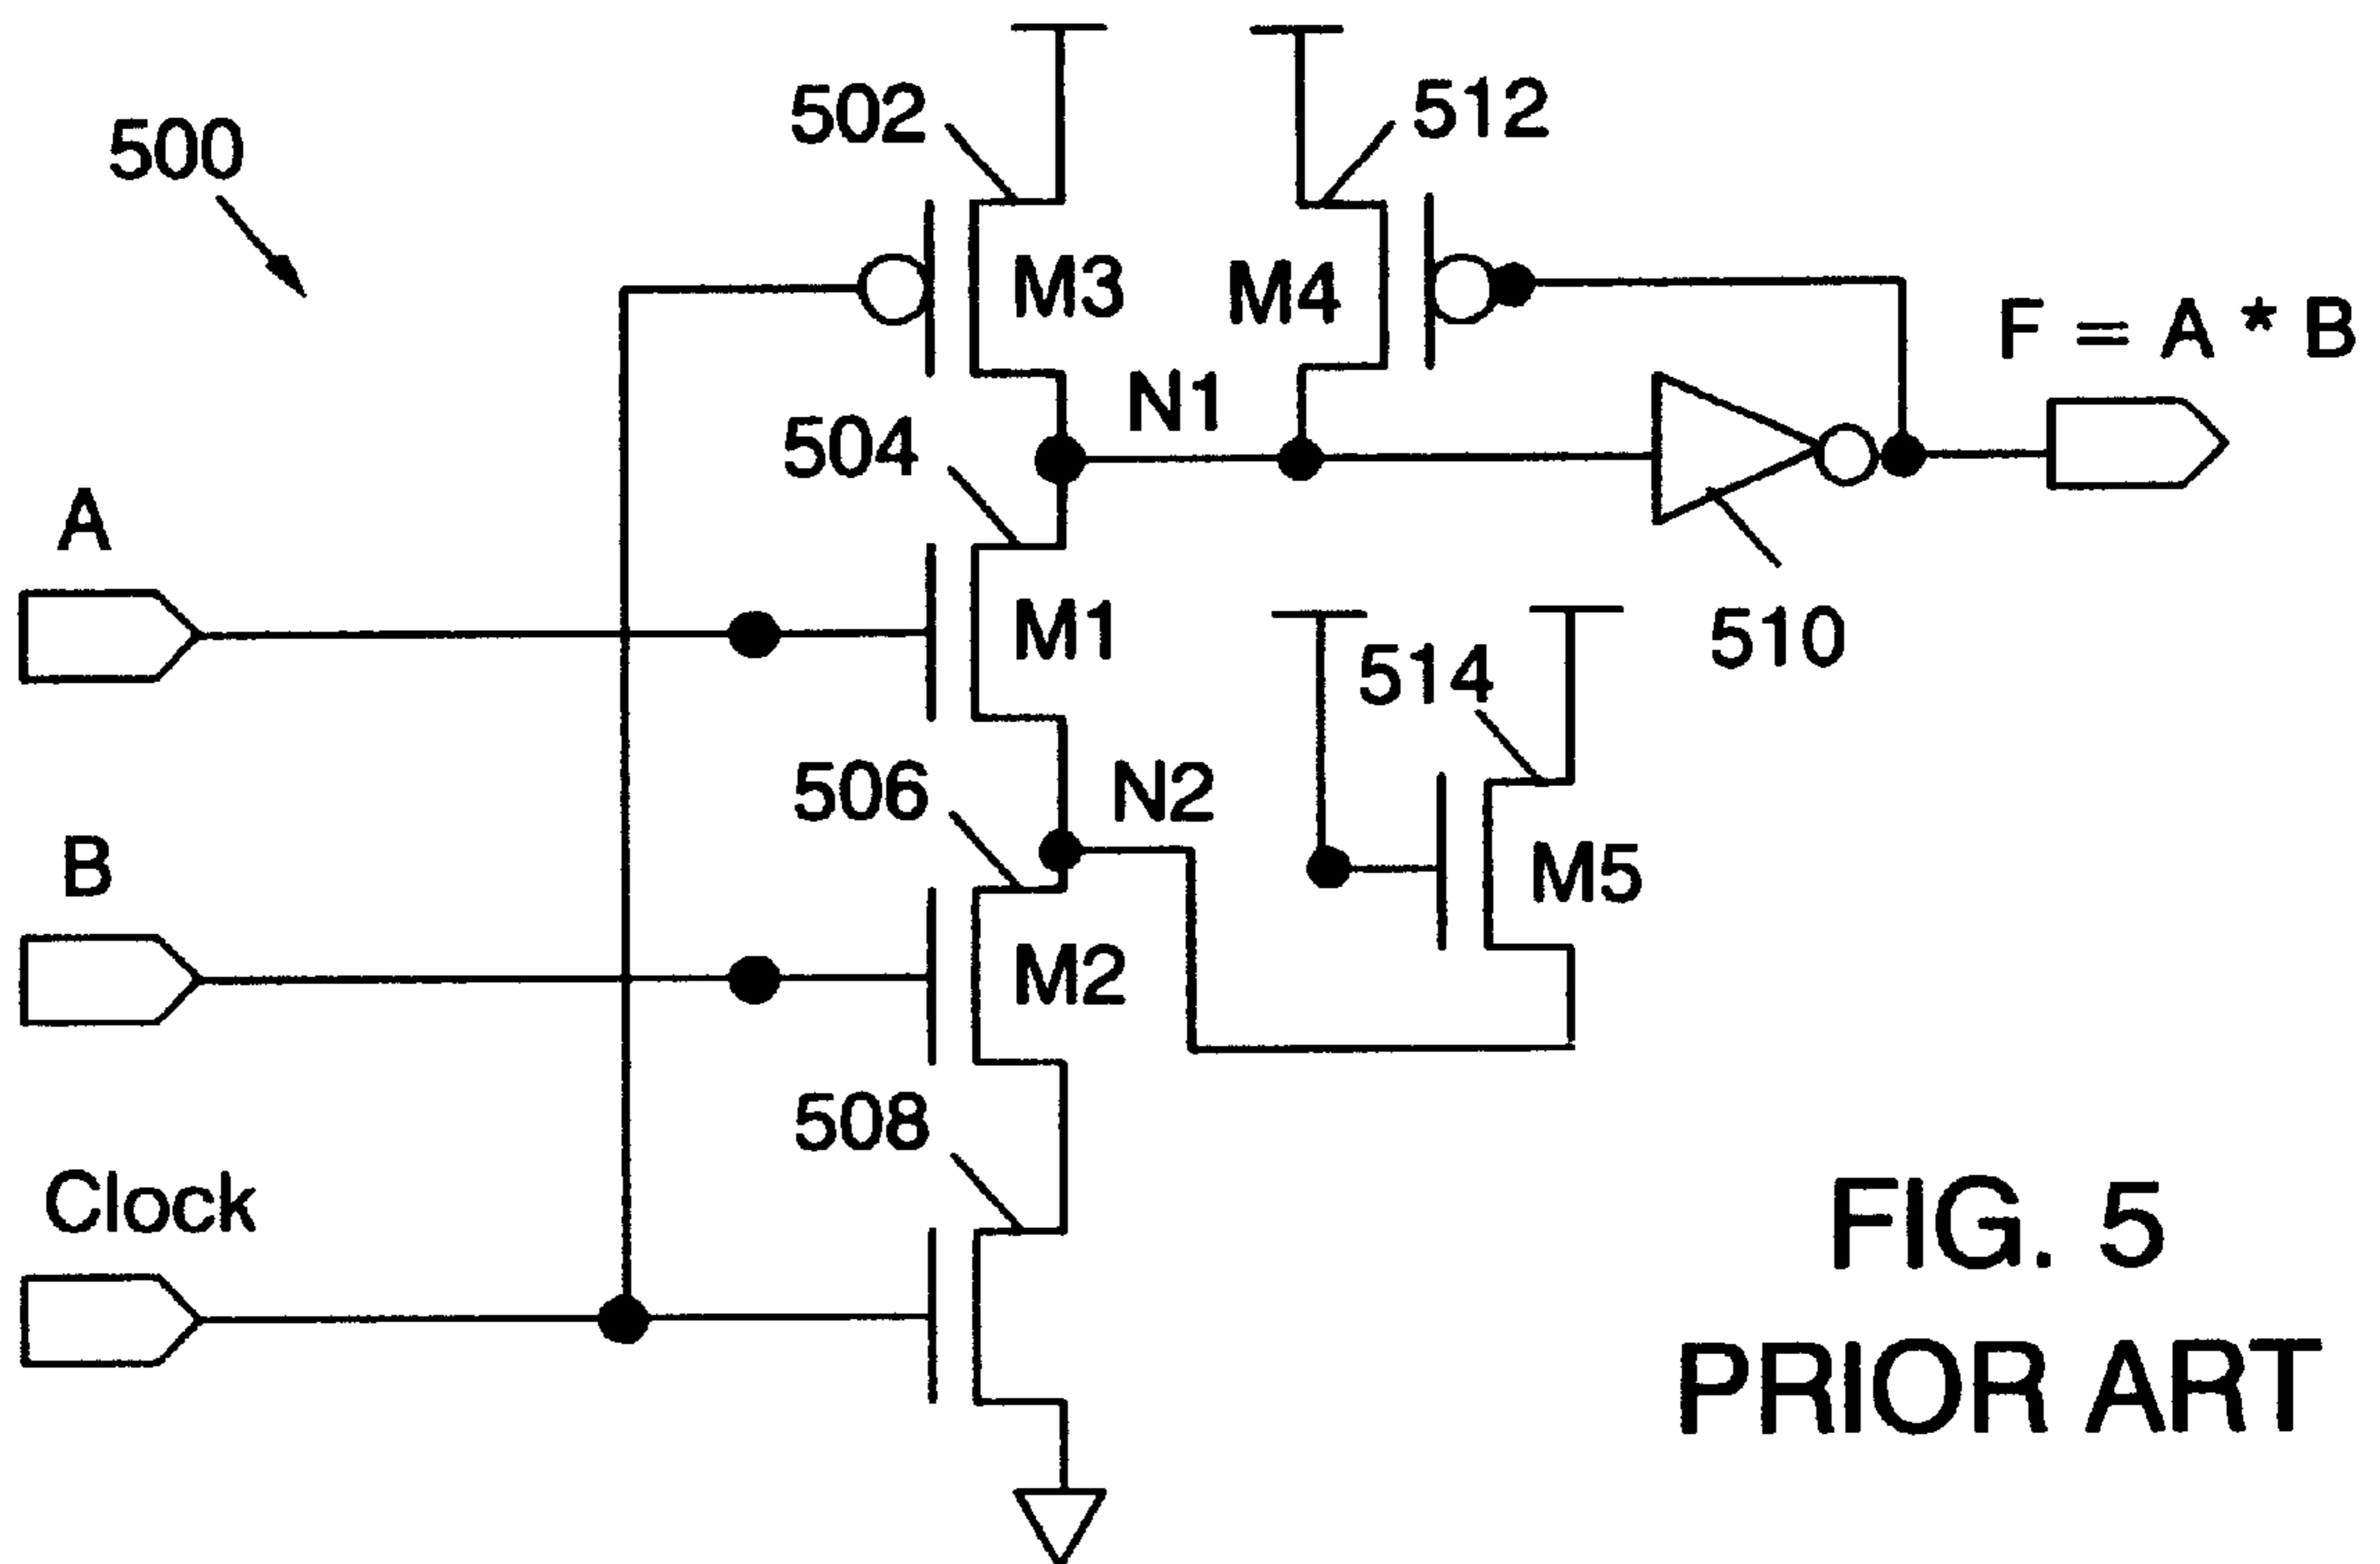 500
502
512
M3
M4
F = A * B
N1
504
A
M1
510
514
506
N2
B
M5
M2
508
Clock
FIG. 5
PRIOR ART